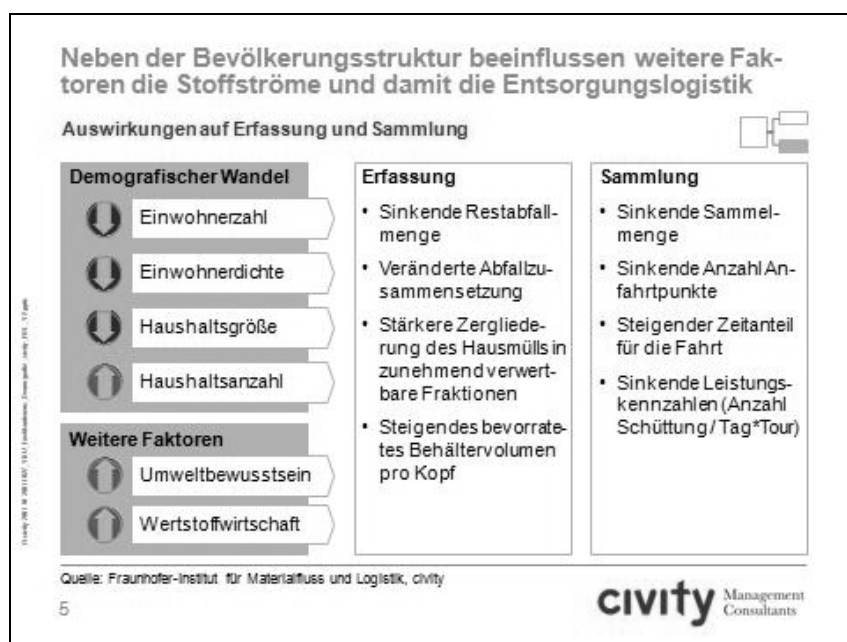 Neben der Bevölkerungsstruktur beeinflussen weitere Fak-
toren die Stoffströme und damit die Entsorgungslogistik
Auswirkungen auf Erfassung und Sammlung
Demografischer Wandel
Einwohnerzahl
Einwohnerdichte
Haushaltsgröße
Haushaltsanzahl
Weitere Faktoren
Umweltbewusstsein
Wertstoffwirtschaft
Erfassung
• Sinkende Restabfall-
menge
• Veränderte Abfallzu-
sammensetzung
• Stärkere Zergliede-
rung des Hausmülls in
zunehmend verwert-
bare Fraktionen
• Steigendes bevorrate-
tes Behältervolumen
pro Kopf
Sammlung
• Sinkende Sammel-
menge
• Sinkende Anzahl An-
fahrtpunkte
• Steigender Zeitanteil
für die Fahrt
• Sinkende Leistungs-
kennzahlen (Anzahl
Schüttung / Tag*Tour)
Quelle: Fraunhofer-Institut für Materialfluss und Logistik, civity
5
civity Management
Consultants